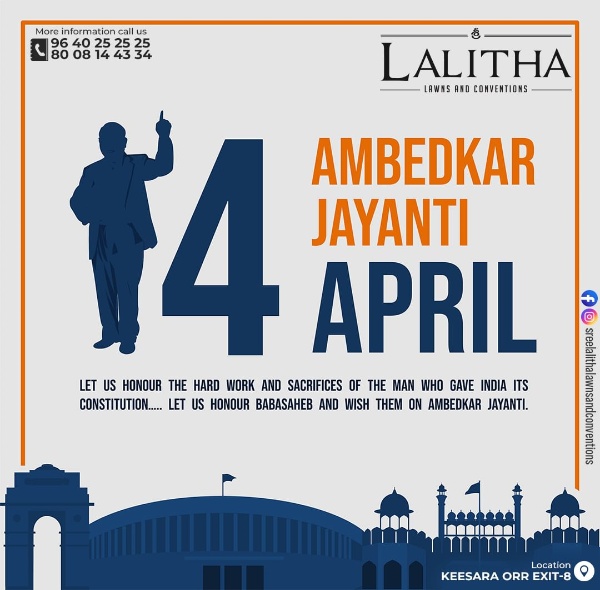 More information call us
96 40 25 25 25
80 08 14 43 34
LALITHA
LAWNS AND CONVENTIONS
4
AMBEDKAR
JAYANTI
APRIL
LET US HONOUR THE HARD WORK AND SACRIFICES OF THE MAN WHO GAVE INDIA ITS
CONSTITUTION..... LET US HONOUR BABASAHEB AND WISH THEM ON AMBEDKAR JAYANTI.
sreelalithalawnsandconventions
Location
KEESARA ORR EXIT-8